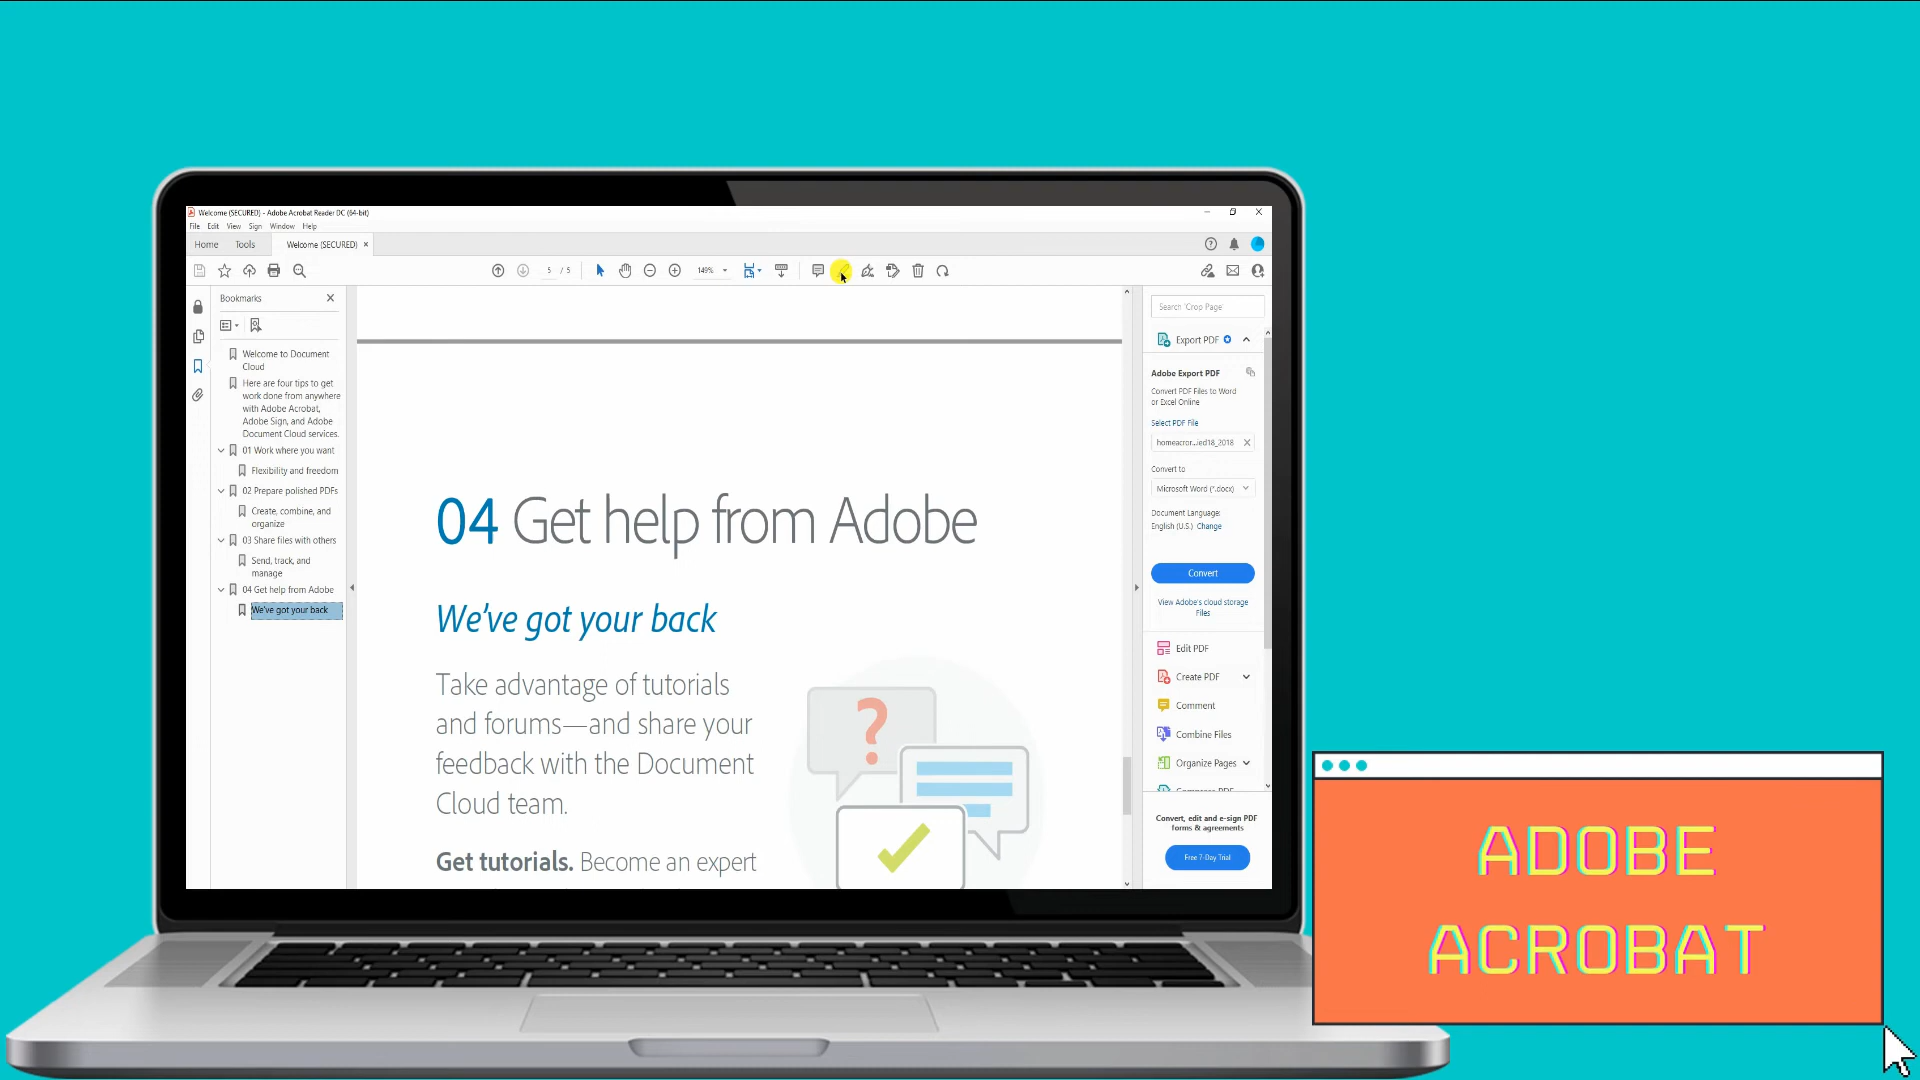 Welcome (SECURED) - Adobe Acrobat Reader DC (64-bit)
File Edit View Sign Window Help
Home Tools Welcome (SECURED) ×
5 / 5 149%
Bookmarks
Welcome to Document
Cloud
Here are four tips to get
work done from anywhere
with Adobe Acrobat,
Adobe Sign, and Adobe
Document Cloud services.
01 Work where you want
Flexibility and freedom
02 Prepare polished PDFs
Create, combine, and
organize
03 Share files with others
Send, track, and
manage
04 Get help from Adobe
We've got your back
04 Get help from Adobe
We've got your back
Take advantage of tutorials
and forums—and share your
feedback with the Document
Cloud team.
Get tutorials. Become an expert
?
Search 'Crop Page'
Export PDF
Adobe Export PDF
Convert PDF Files to Word
or Excel Online
Select PDF File
homeacror...ied18_2018
Convert to
Microsoft Word (*.docx)
Document Language:
English (U.S.) Change
Convert
View Adobe's cloud storage
Files
Edit PDF
Create PDF
Comment
Combine Files
Organize Pages
Convert, edit and e-sign PDF
forms & agreements
Free 7-Day Trial
ADOBE
ACROBAT